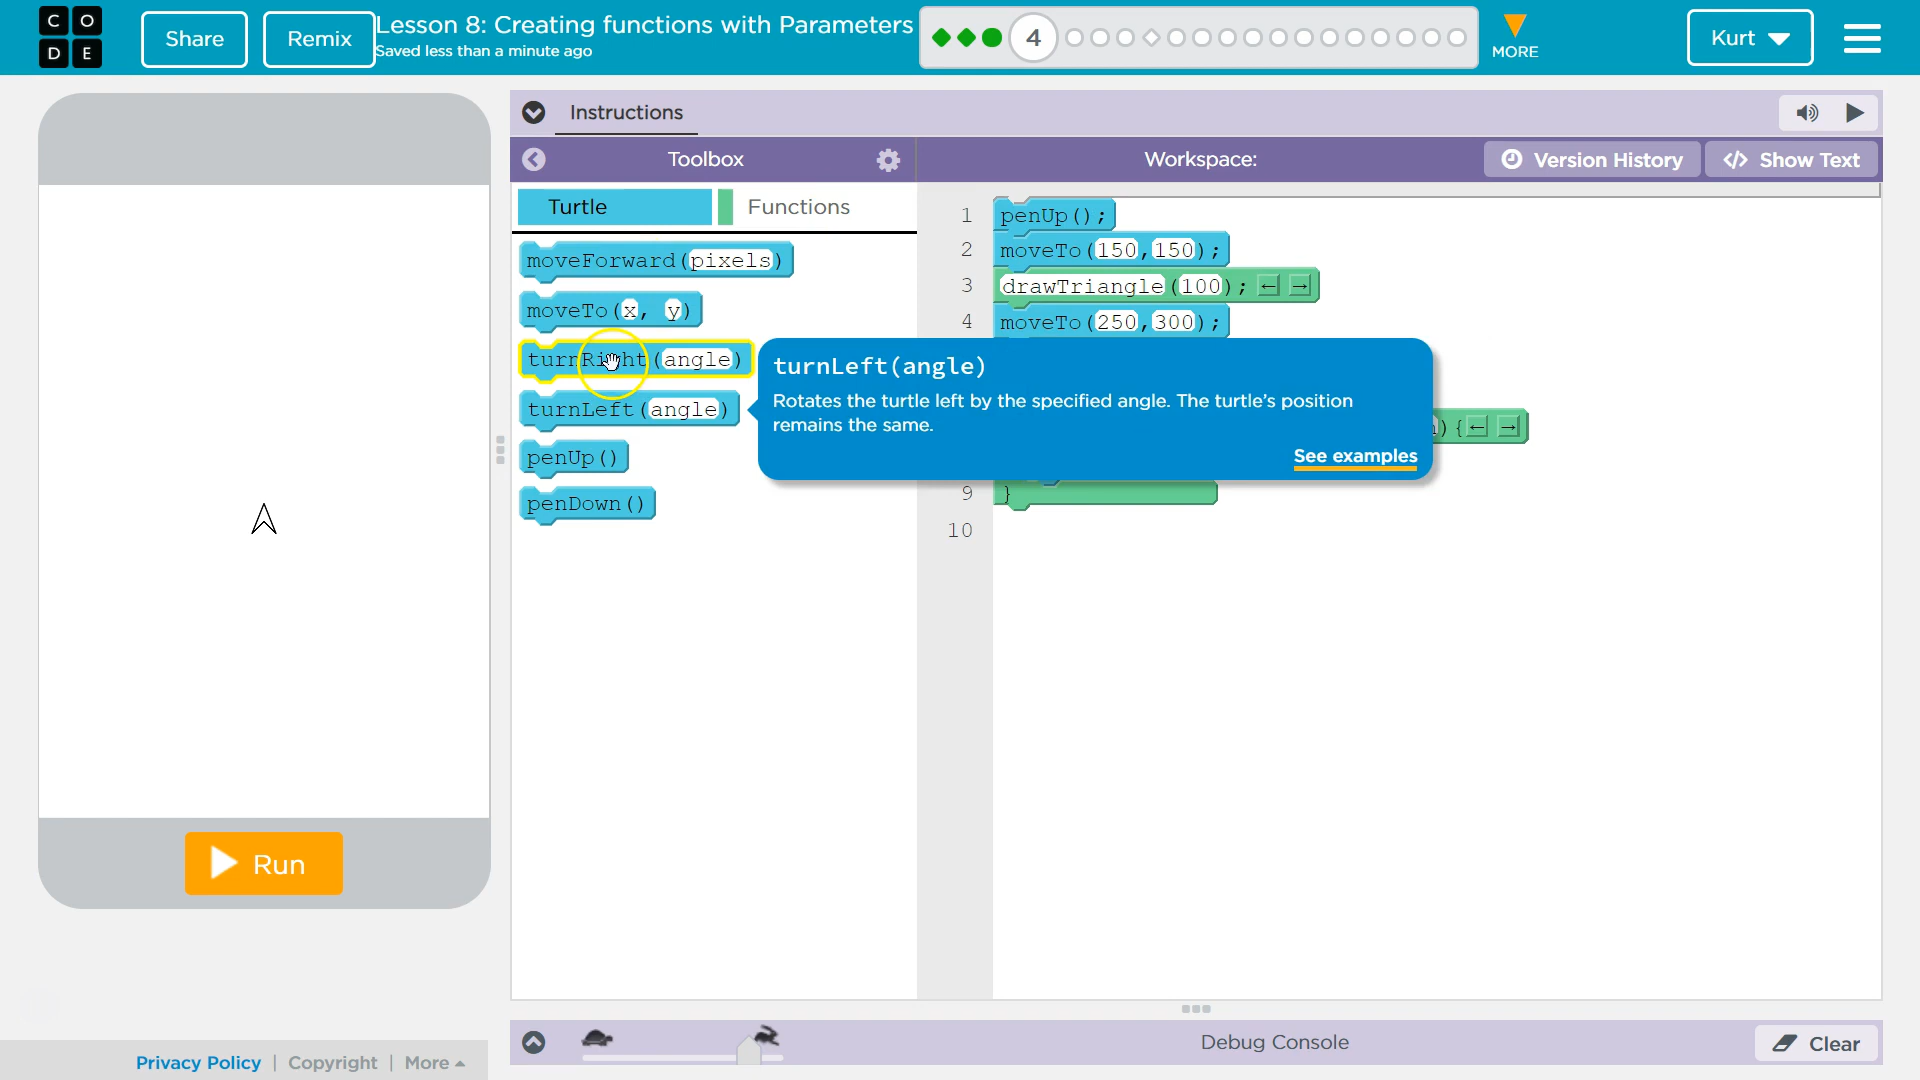 C O
D E
Share
Remix
Lesson 8: Creating functions with Parameters
Saved less than a minute ago
4
MORE
Kurt
Instructions
Toolbox
Workspace:
Version History
Show Text
Turtle
Functions
moveForward(pixels)
moveTo(x, y)
turnRight(angle)
turnLeft(angle)
penUp()
penDown()
1 penUp();
2 moveTo(150,150);
3 drawTriangle(100); ← →
4 moveTo(250,300);
turnLeft(angle)
Rotates the turtle left by the specified angle. The turtle's position
remains the same.
See examples
){ ← →
9 }
10
Run
Debug Console
Clear
Privacy Policy | Copyright | More